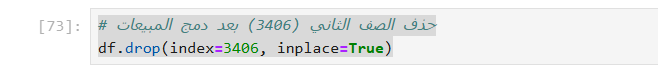 [73]: # حذف الصف الثاني (3406) بعد دمج المبيعات
df.drop(index=3406, inplace=True)